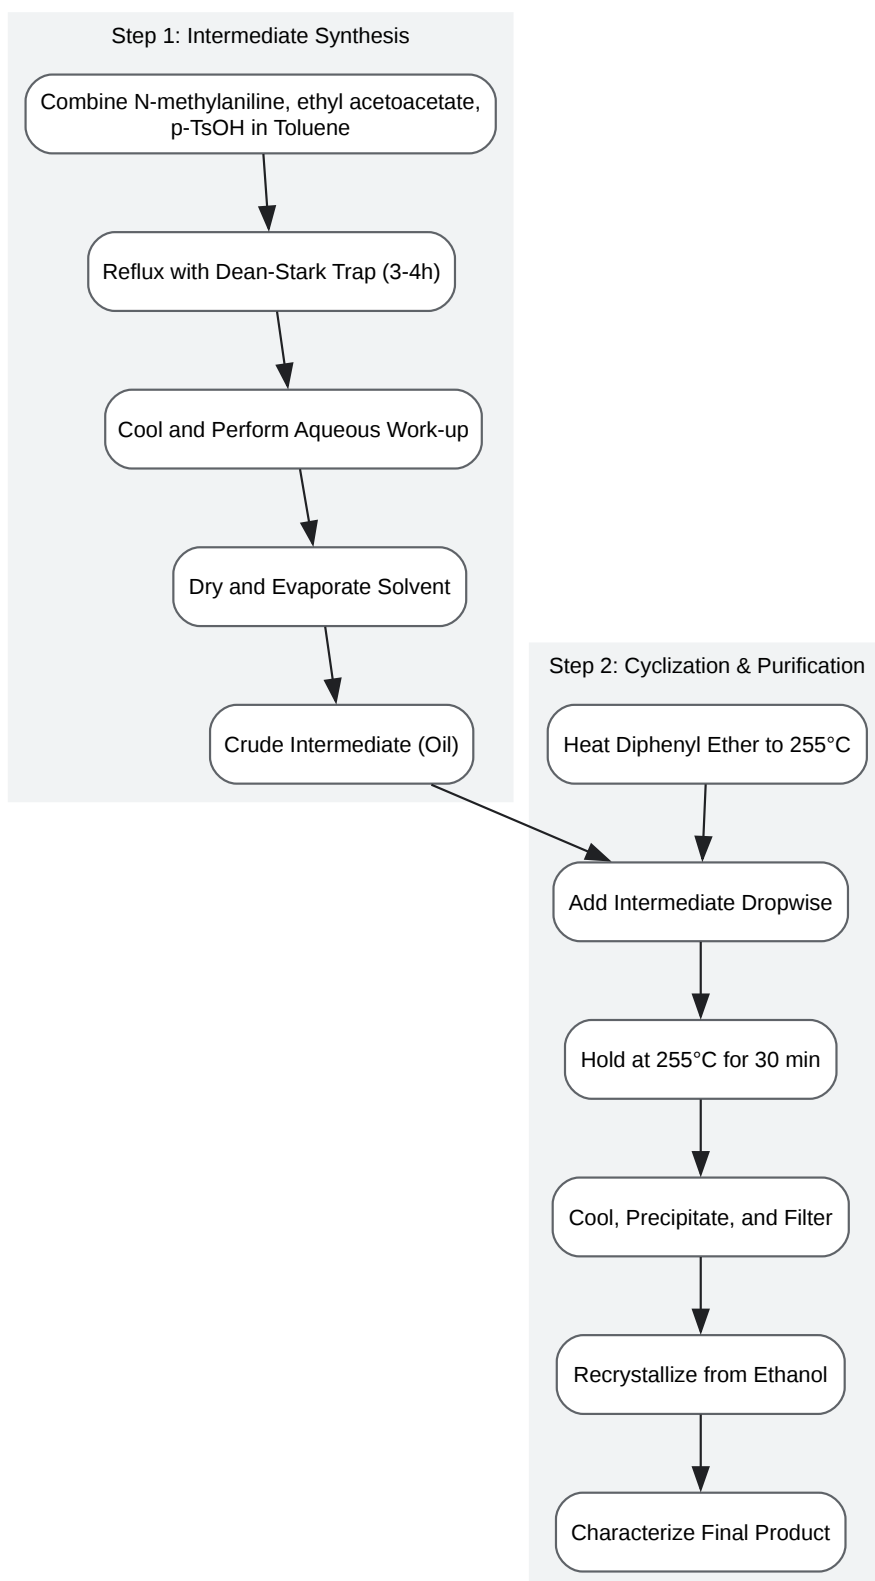 Step 1: Intermediate Synthesis
Combine N-methylaniline, ethyl acetoacetate,
p-TsOH in Toluene
Reflux with Dean-Stark Trap (3-4h)
Cool and Perform Aqueous Work-up
Dry and Evaporate Solvent
Crude Intermediate (Oil)
Step 2: Cyclization & Purification
Heat Diphenyl Ether to 255°C
Add Intermediate Dropwise
Hold at 255°C for 30 min
Cool, Precipitate, and Filter
Recrystallize from Ethanol
Characterize Final Product